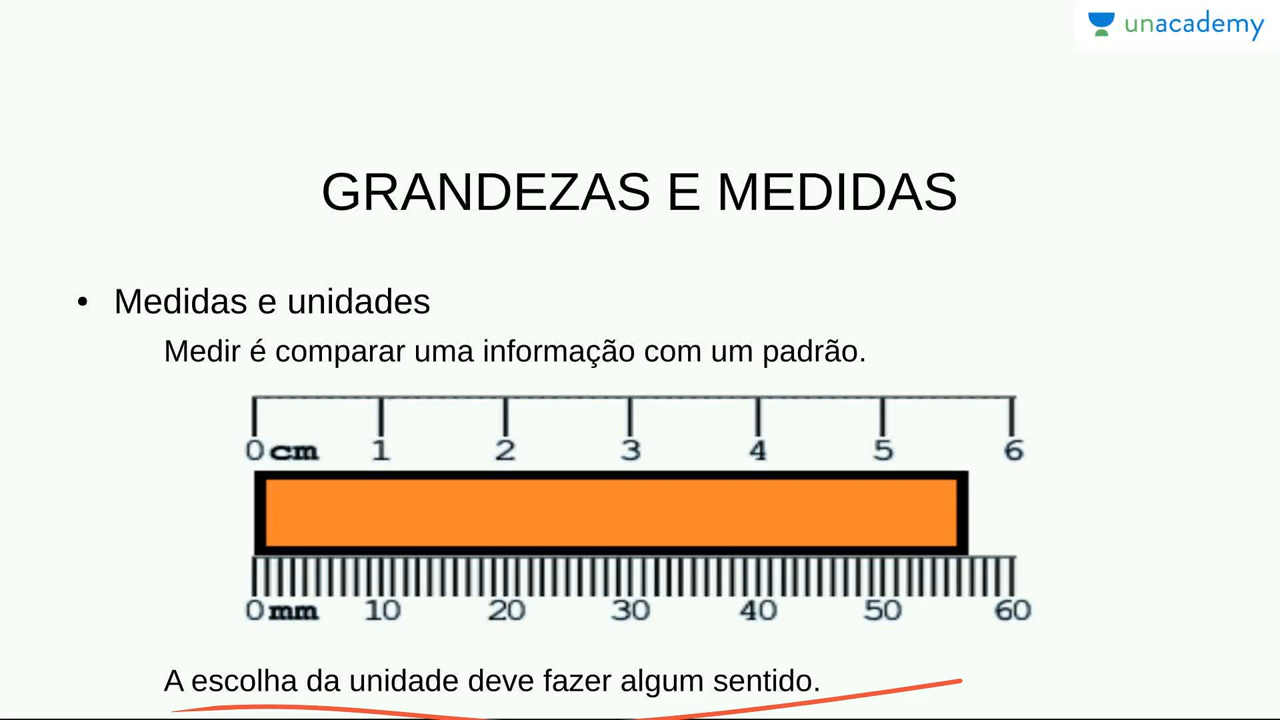 unacademy
GRANDEZAS E MEDIDAS
• Medidas e unidades
Medir é comparar uma informação com um padrão.
0 cm 1 2 3 4 5 6
0 mm 10 20 30 40 50 60
A escolha da unidade deve fazer algum sentido.